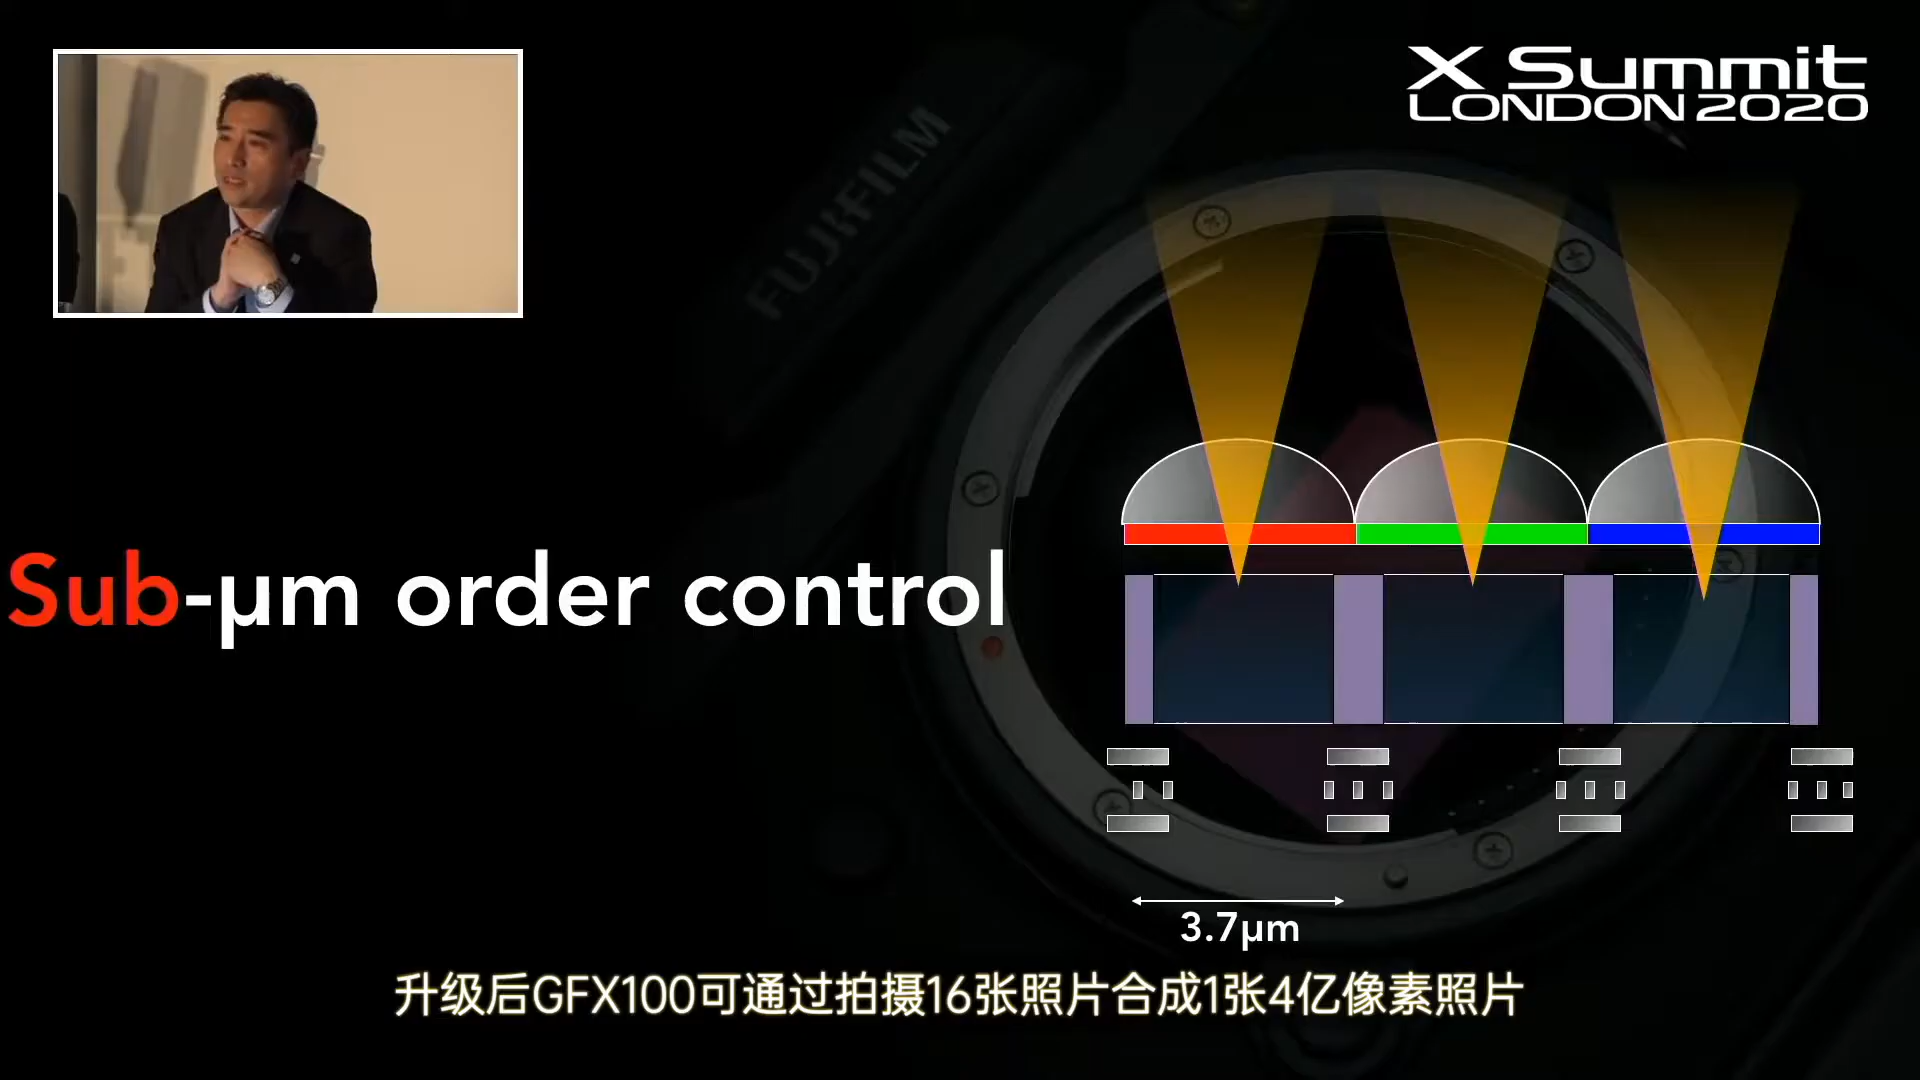 X Summit
LONDON 2020
FUJIFILM
Sub-μm order control
3.7μm
升级后GFX100可通过拍摄16张照片合成1张4亿像素照片